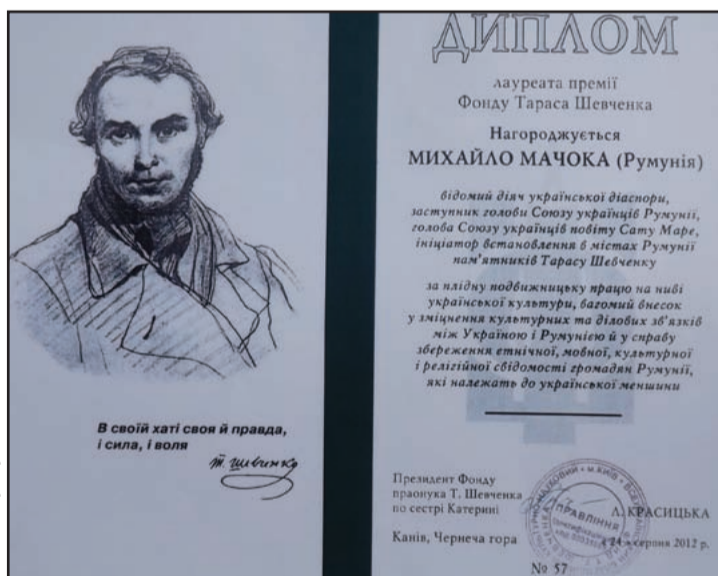 В своїй хаті своя й правда,
і сила, і воля
Т. Шевченко
ДИПЛОМ
лауреата премії
Фонду Тараса Шевченка
Нагороджується
МИХАЙЛО МАЧОКА (Румунія)
відомий діяч української діаспори,
заступник голови Союзу українців Румунії,
голова Союзу українців повіту Сату Маре,
ініціатор встановлення в містах Румунії
пам'ятників Тарасу Шевченку
за плідну подвижницьку працю на ниві
української культури, вагомий внесок
у зміцнення культурних та ділових зв'язків
між Україною і Румунією й у справу
збереження етнічної, мовної, культурної
і релігійної свідомості громадян Румунії,
які належать до української меншини
Президент Фонду
праонука Т. Шевченка
по сестрі Катерині
Л. КРАСИЦЬКА
ПРАВЛІННЯ
Канів, Чернеча гора
24 серпня 2012 р.
№ 57